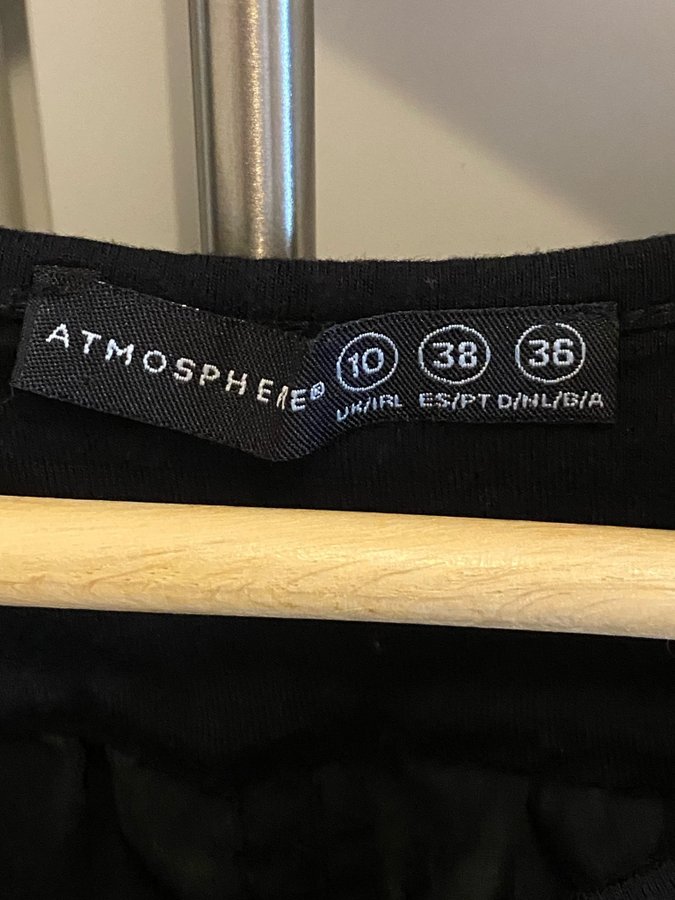 ATMOSPHERE®
10 38 36
UK/IRL ES/PT D/NL/B/A